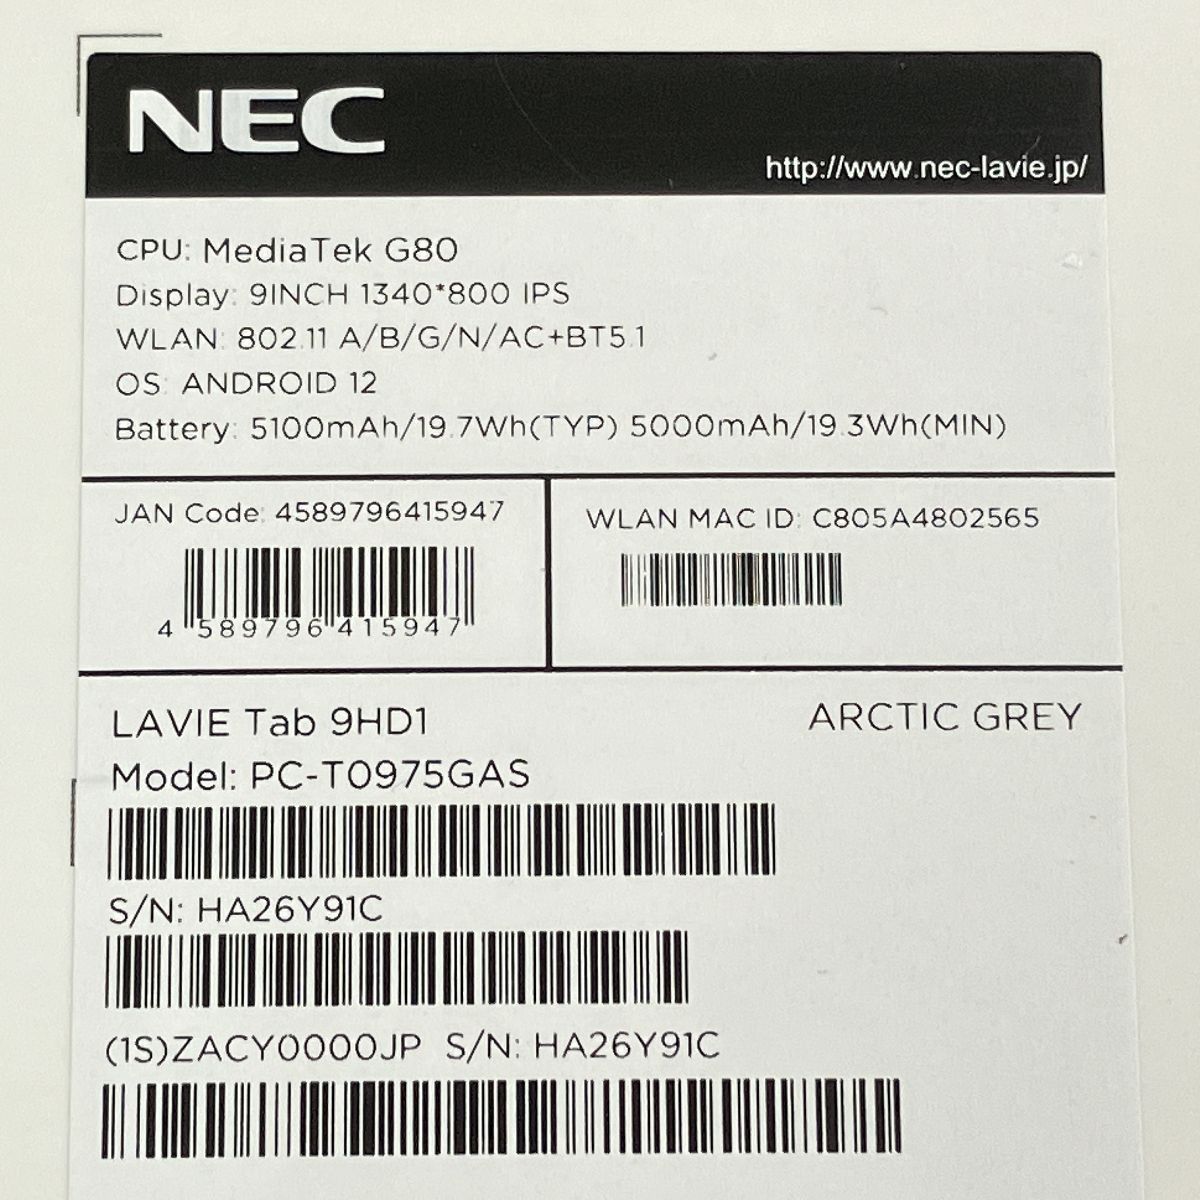 NEC
http://www.nec-lavie.jp/
CPU: MediaTek G80
Display: 9INCH 1340*800 IPS
WLAN: 802.11 A/B/G/N/AC+BT5.1
OS: ANDROID 12
Battery: 5100mAh/19.7Wh(TYP) 5000mAh/19.3Wh(MIN)
JAN Code: 4589796415947
4 589796 415947
WLAN MAC ID: C805A4802565
LAVIE Tab 9HD1
ARCTIC GREY
Model: PC-T0975GAS
S/N: HA26Y91C
(1S)ZACY0000JP S/N: HA26Y91C